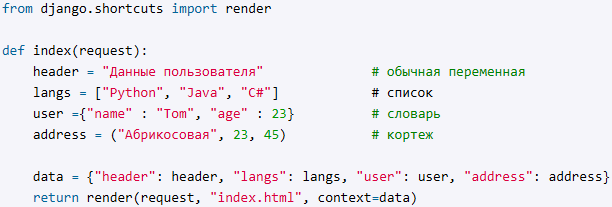 from django.shortcuts import render
def index(request):
    header = "Данные пользователя"              # обычная переменная
    langs = ["Python", "Java", "C#"]            # список
    user ={"name" : "Tom", "age" : 23}          # словарь
    address = ("Абрикосовая", 23, 45)           # кортеж
    data = {"header": header, "langs": langs, "user": user, "address": address}
    return render(request, "index.html", context=data)